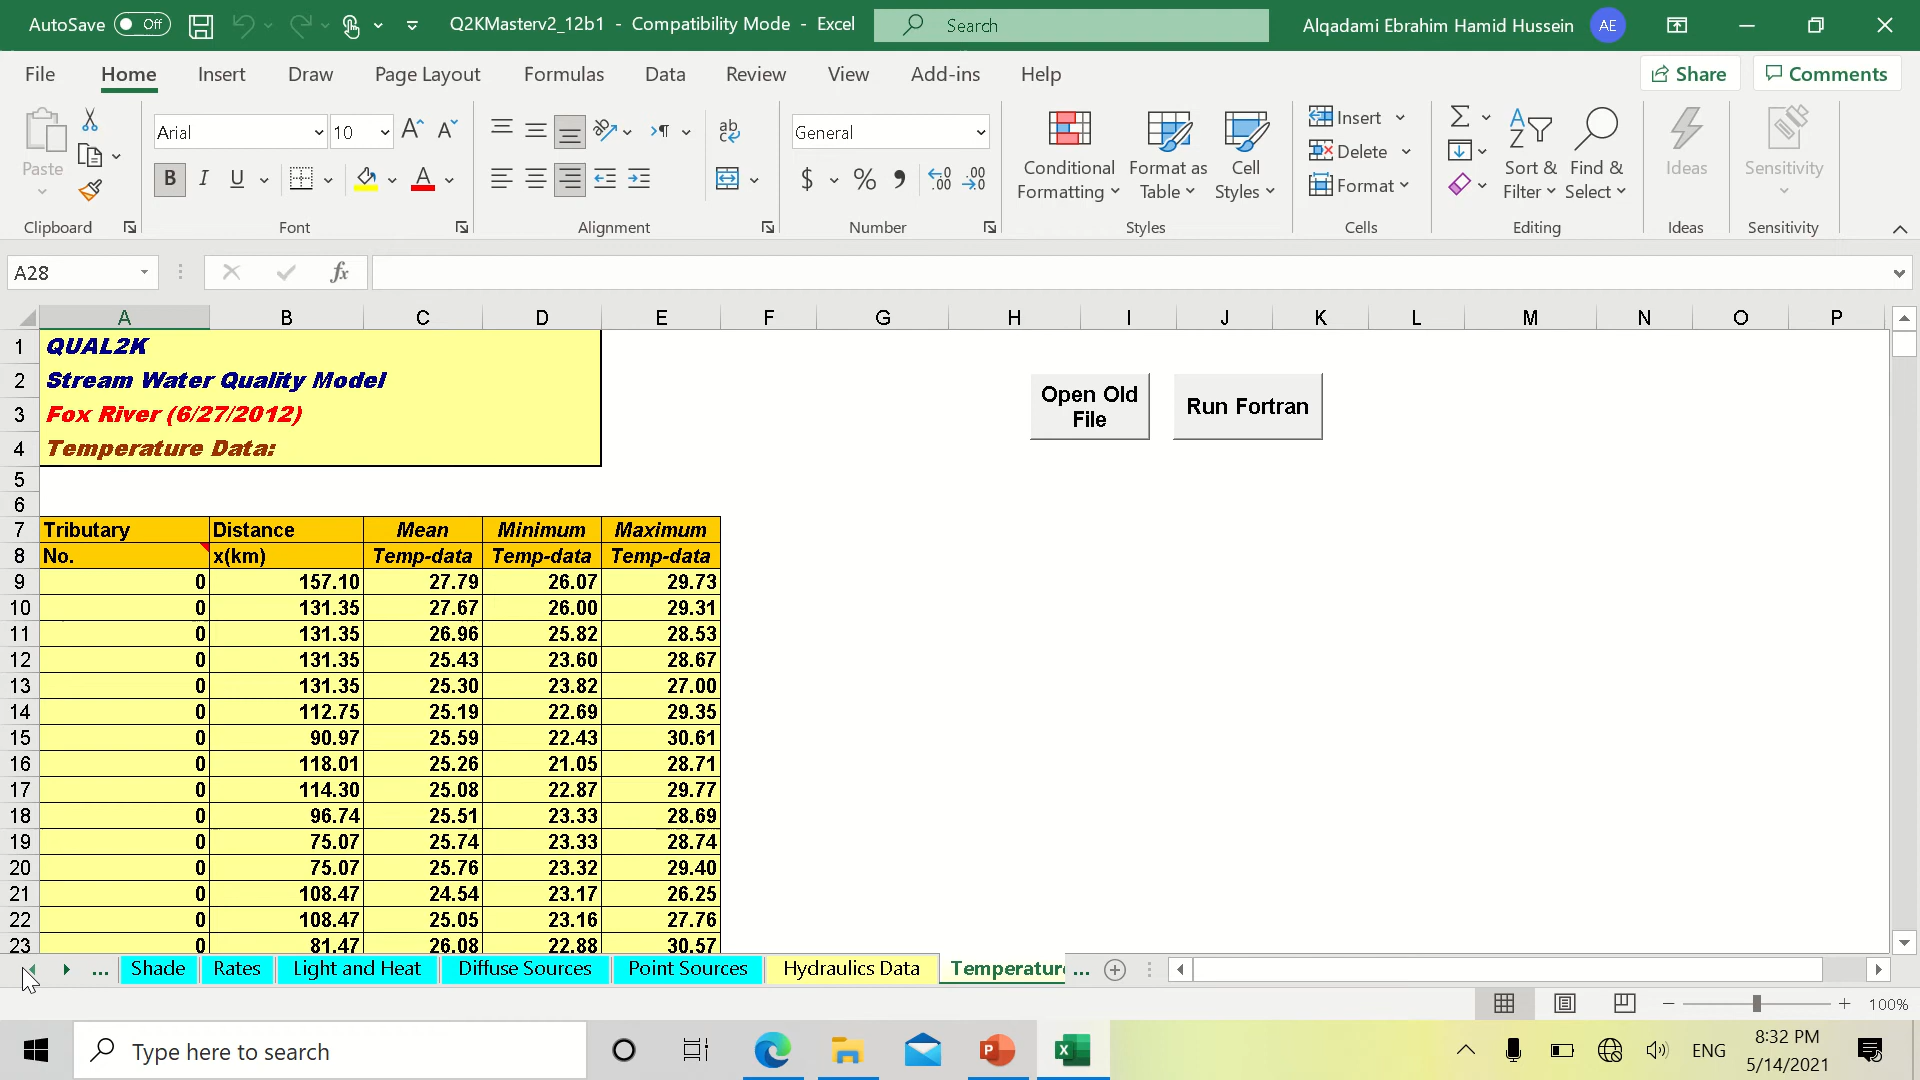 AutoSave Off Q2KMasterv2_12b1 - Compatibility Mode - Excel Search Alqadami Ebrahim Hamid Hussein AE
File Home Insert Draw Page Layout Formulas Data Review View Add-ins Help Share Comments
Paste
Clipboard
Arial 10
B I U
Font
ab
Alignment
General
$ %
Number
Conditional Formatting
Format as Table
Cell Styles
Styles
Insert
Delete
Format
Cells
Sort & Filter
Find & Select
Editing
Ideas
Ideas
Sensitivity
Sensitivity
A28 fx
A B C D E F G H I J K L M N O P
1 QUAL2K
2 Stream Water Quality Model
3 Fox River (6/27/2012)
4 Temperature Data:
Open Old File
Run Fortran
5
6
7 Tributary Distance Mean Minimum Maximum
8 No. x(km) Temp-data Temp-data Temp-data
9 0 157.10 27.79 26.07 29.73
10 0 131.35 27.67 26.00 29.31
11 0 131.35 26.96 25.82 28.53
12 0 131.35 25.43 23.60 28.67
13 0 131.35 25.30 23.82 27.00
14 0 112.75 25.19 22.69 29.35
15 0 90.97 25.59 22.43 30.61
16 0 118.01 25.26 21.05 28.71
17 0 114.30 25.08 22.87 29.77
18 0 96.74 25.51 23.33 28.69
19 0 75.07 25.74 23.33 28.74
20 0 75.07 25.76 23.32 29.40
21 0 108.47 24.54 23.17 26.25
22 0 108.47 25.05 23.16 27.76
23 0 81.47 26.08 22.88 30.57
... Shade Rates Light and Heat Diffuse Sources Point Sources Hydraulics Data Temperature ...
100%
Type here to search
ENG
8:32 PM
5/14/2021